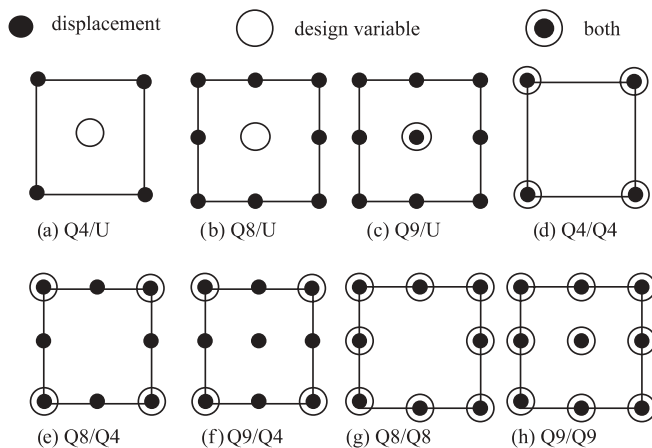 displacement design variable both
(a) Q4/U (b) Q8/U (c) Q9/U (d) Q4/Q4
(e) Q8/Q4 (f) Q9/Q4 (g) Q8/Q8 (h) Q9/Q9